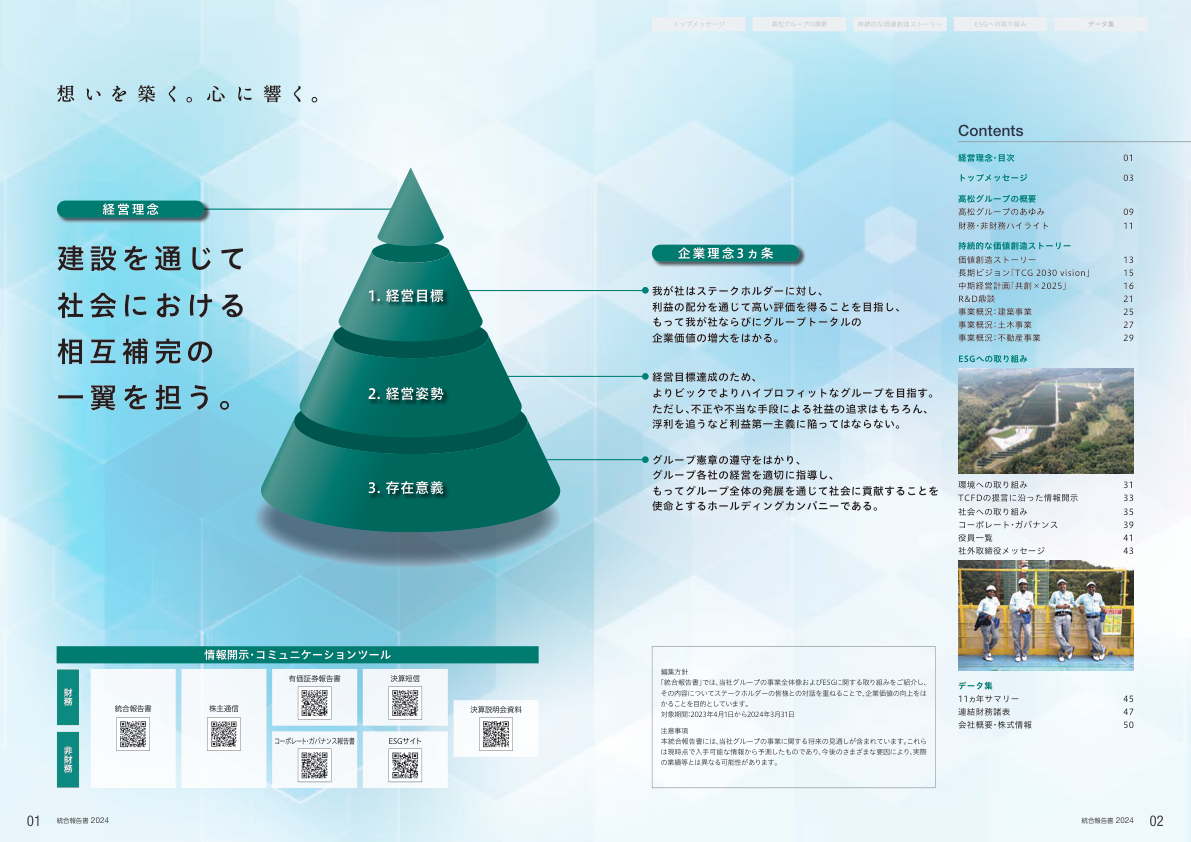 トップメッセージ
高松グループの概要
持続的な価値創造ストーリー
ESGへの取り組み
データ集
想いを築く。心に響く。
経営理念
建設を通じて
社会における
相互補完の
一翼を担う。
1. 経営目標
2. 経営姿勢
3. 存在意義
企業理念3ヵ条
我が社はステークホルダーに対し、
利益の配分を通じて高い評価を得ることを目指し、
もって我が社ならびにグループトータルの
企業価値の増大をはかる。
経営目標達成のため、
よりビックでよりハイプロフィットなグループを目指す。
ただし、不正や不当な手段による社益の追求はもちろん、
浮利を追うなど利益第一主義に陥ってはならない。
グループ憲章の遵守をはかり、
グループ各社の経営を適切に指導し、
もってグループ全体の発展を通じて社会に貢献することを
使命とするホールディングカンパニーである。
Contents
経営理念・目次 01
トップメッセージ 03
高松グループの概要
高松グループのあゆみ 09
財務・非財務ハイライト 11
持続的な価値創造ストーリー
価値創造ストーリー 13
長期ビジョン「TCG 2030 vision」 15
中期経営計画「共創×2025」 16
R&D鼎談 21
事業概況：建築事業 25
事業概況：土木事業 27
事業概況：不動産事業 29
ESGへの取り組み
環境への取り組み 31
TCFDの提言に沿った情報開示 33
社会への取り組み 35
コーポレート・ガバナンス 39
役員一覧 41
社外取締役メッセージ 43
データ集
11ヵ年サマリー 45
連結財務諸表 47
会社概要・株式情報 50
情報開示・コミュニケーションツール
財務
非財務
統合報告書
株主通信
有価証券報告書
決算短信
コーポレート・ガバナンス報告書
ESGサイト
決算説明会資料
編集方針
「統合報告書」では、当社グループの事業全体像およびESGに関する取り組みをご紹介し、
その内容についてステークホルダーの皆様との対話を重ねることで、企業価値の向上をは
かることを目的としています。
対象期間：2023年4月1日から2024年3月31日
注意事項
本統合報告書には、当社グループの事業に関する将来の見通しが含まれています。これら
は現時点で入手可能な情報から予測したものであり、今後のさまざまな要因により、実際
の業績等とは異なる可能性があります。
01 統合報告書 2024
統合報告書 2024 02